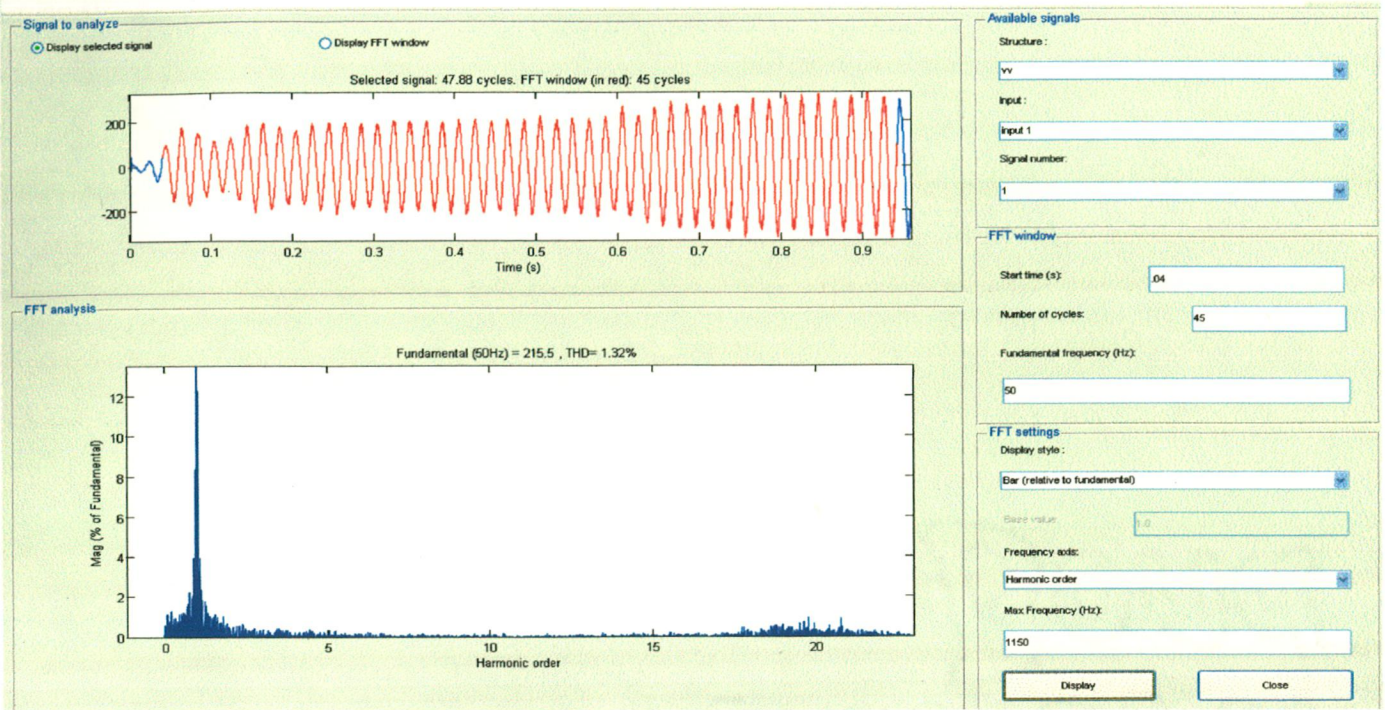 Signal to analyze
Display selected signal
Display FFT window
Selected signal: 47.88 cycles. FFT window (in red): 45 cycles
200
0
-200
0 0.1 0.2 0.3 0.4 0.5 0.6 0.7 0.8 0.9
Time (s)
FFT analysis
Fundamental (50Hz) = 215.5 , THD= 1.32%
12
10
8
6
4
2
0
Mag (% of Fundamental)
0 5 10 15 20
Harmonic order
Available signals
Structure :
vv
Input :
input 1
Signal number:
1
FFT window
Start time (s):
.04
Number of cycles:
45
Fundamental frequency (Hz):
50
FFT settings
Display style :
Bar (relative to fundamental)
Base value:
1.0
Frequency axis:
Harmonic order
Max Frequency (Hz):
1150
Display
Close